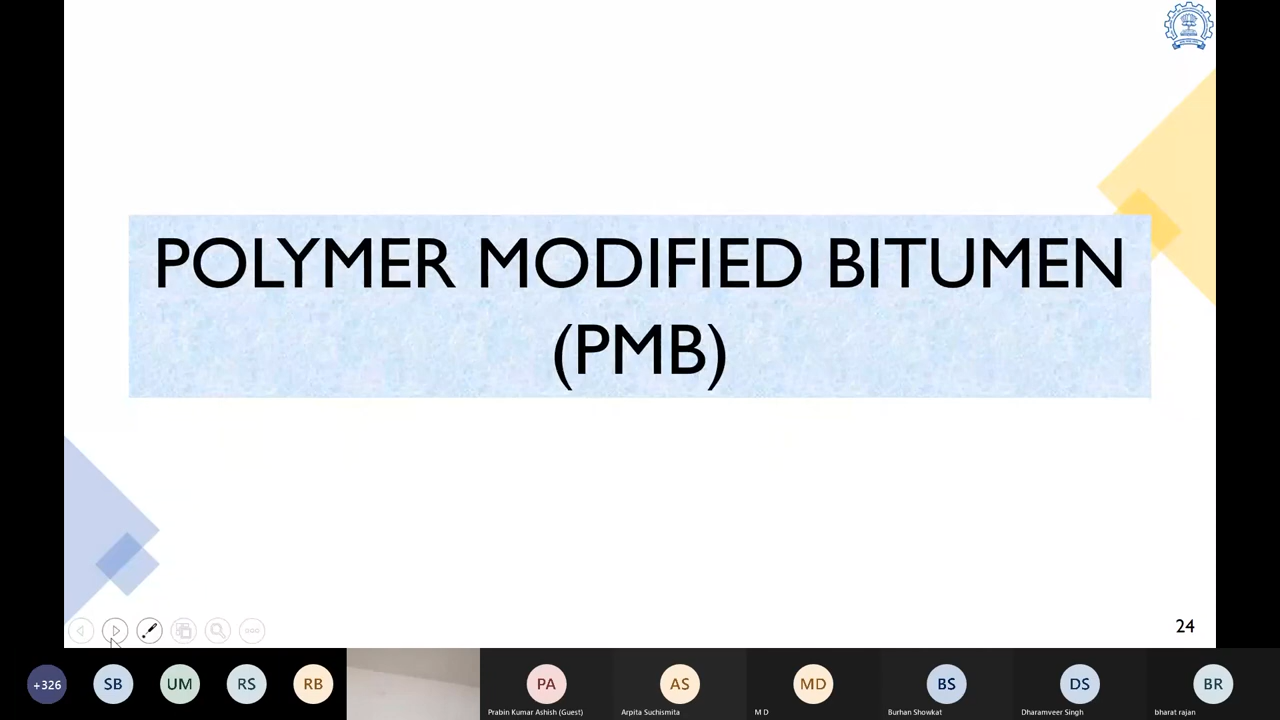 POLYMER MODIFIED BITUMEN
(PMB)
24
+326
SB
UM
RS
RB
PA
AS
MD
BS
DS
BR
Prabin Kumar Ashish (Guest)
Arpita Suchismita
M D
Burhan Showkat
Dharamveer Singh
bharat rajan